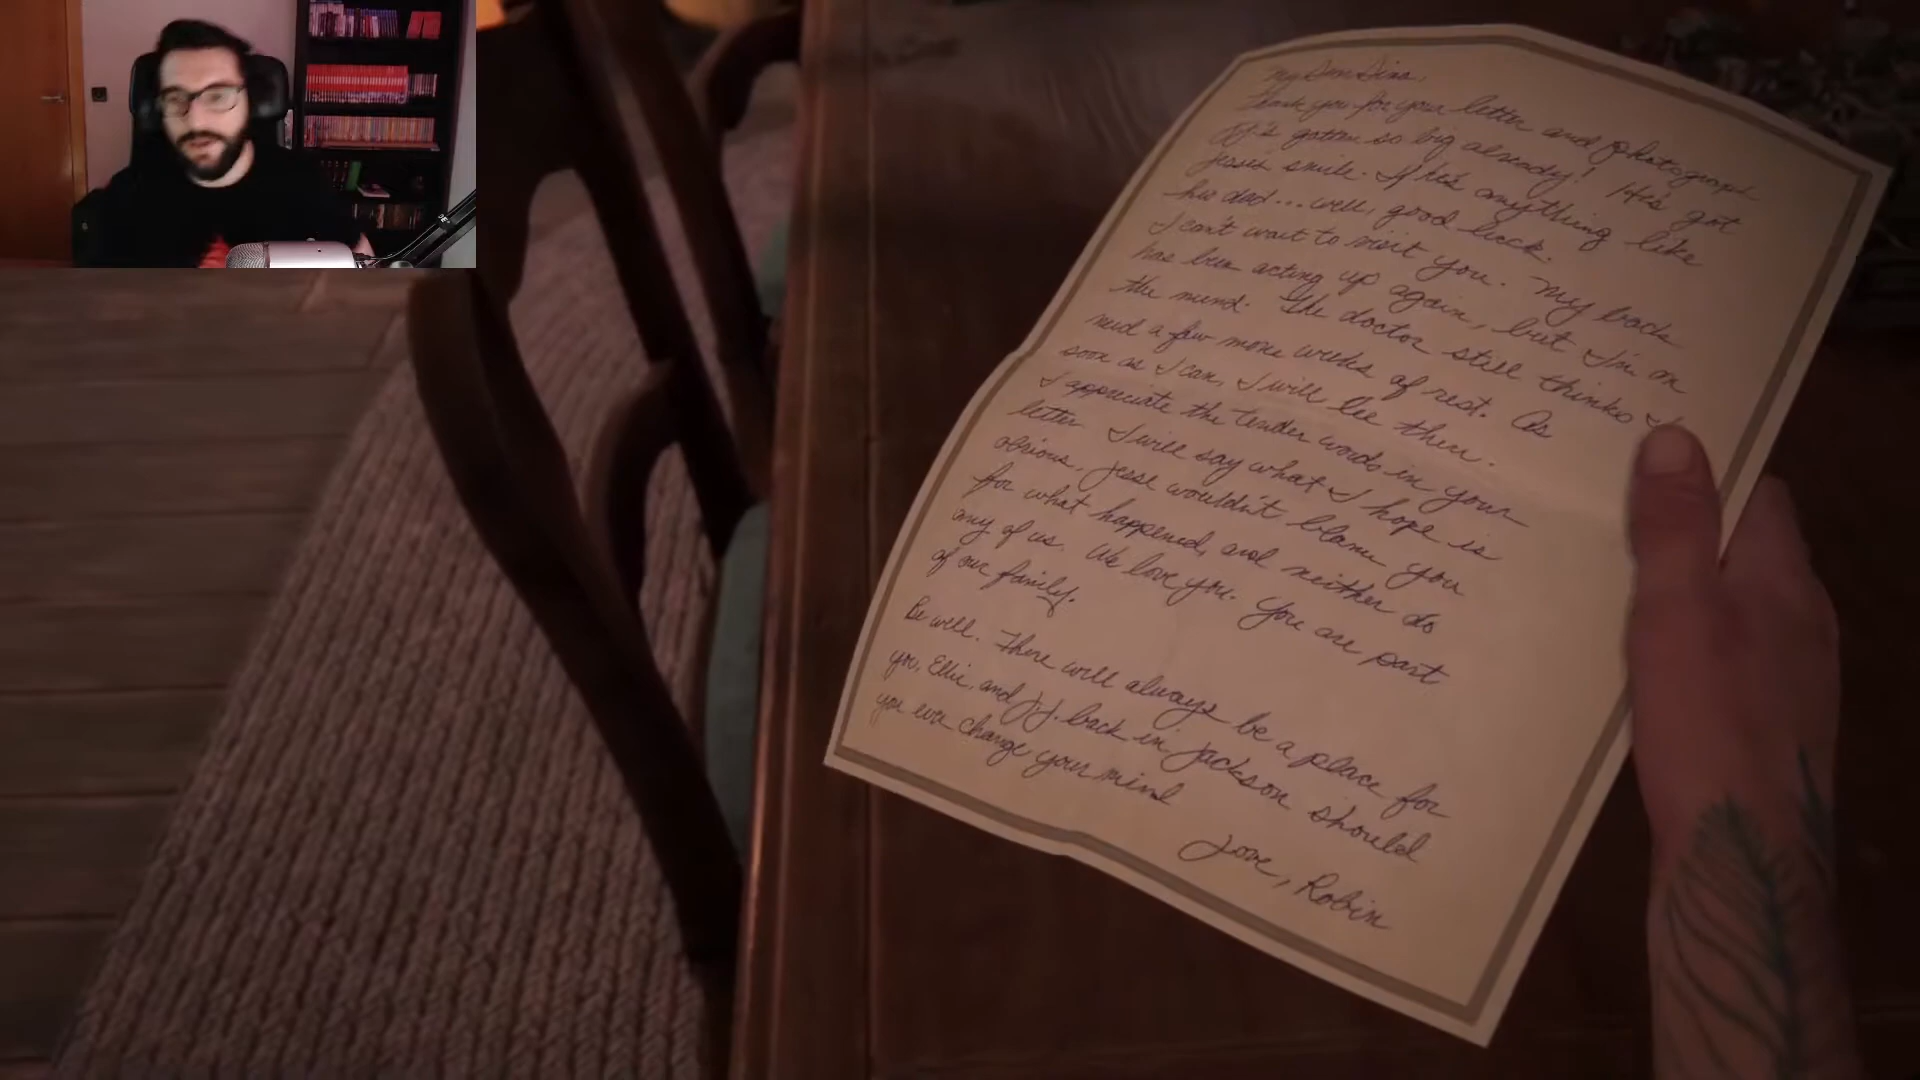 My Dear Dina,
Thank you for your letter and photograph.
JJ's gotten so big already! He's got
Jesse's smile. If he's anything like
his dad... well, good luck.
I can't wait to visit you. My back
has been acting up again, but I'm on
the mend. The doctor still thinks I
need a few more weeks of rest. As
soon as I can, I will be there.
I appreciate the tender words in your
letter. I will say what I hope is
obvious. Jesse wouldn't blame you
for what happened, and neither do
any of us. We love you. You are part
of our family.
Be well. There will always be a place for
you, Ellie, and J.J. back in Jackson should
you ever change your mind
Love, Robin